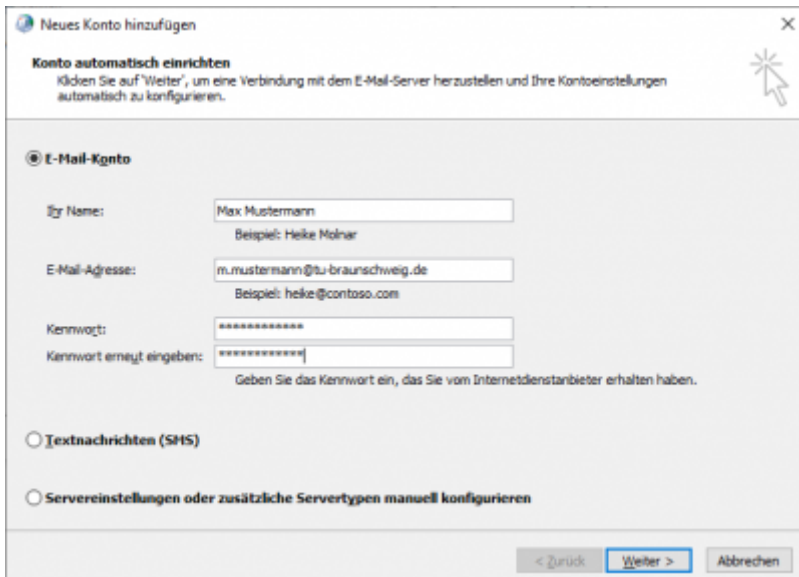 Neues Konto hinzufügen
Konto automatisch einrichten
Klicken Sie auf 'Weiter', um eine Verbindung mit dem E-Mail-Server herzustellen und Ihre Kontoeinstellungen
automatisch zu konfigurieren.
E-Mail-Konto
Ihr Name: Max Mustermann
Beispiel: Heike Molnar
E-Mail-Adresse: m.mustermann@tu-braunschweig.de
Beispiel: heike@contoso.com
Kennwort: ************
Kennwort erneut eingeben: ************
Geben Sie das Kennwort ein, das Sie vom Internetdienstanbieter erhalten haben.
Textnachrichten (SMS)
Servereinstellungen oder zusätzliche Servertypen manuell konfigurieren
< Zurück Weiter > Abbrechen